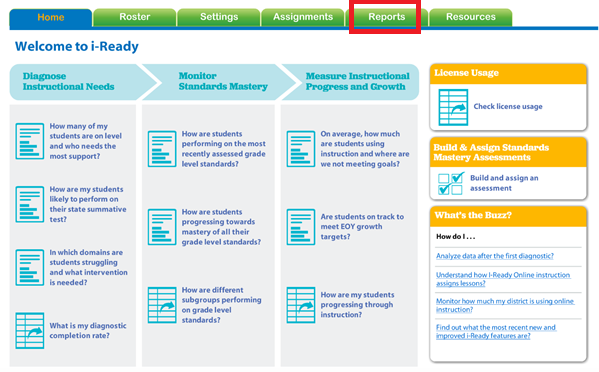 Home
Roster
Settings
Assignments
Reports
Resources
Welcome to i-Ready
Diagnose
Instructional Needs
How many of my
students are on level
and who needs the
most support?
How are my students
likely to perform on
their state summative
test?
In which domains are
students struggling
and what intervention
is needed?
What is my diagnostic
completion rate?
Monitor
Standards Mastery
How are students
performing on the most
recently assessed grade
level standards?
How are students
progressing towards
mastery of all their
grade level standards?
How are different
subgroups performing
on grade level
standards?
Measure Instructional
Progress and Growth
On average, how much
are students using
instruction and where are
we not meeting goals?
Are students on track to
meet EOY growth
targets?
How are my students
progressing through
instruction?
License Usage
Check license usage
Build & Assign Standards
Mastery Assessments
Build and assign an
assessment
What's the Buzz?
How do I . . .
Analyze data after the first diagnostic?
Understand how I-Ready Online instruction
assigns lessons?
Monitor how much my district is using online
instruction?
Find out what the most recent new and
improved i-Ready features are?